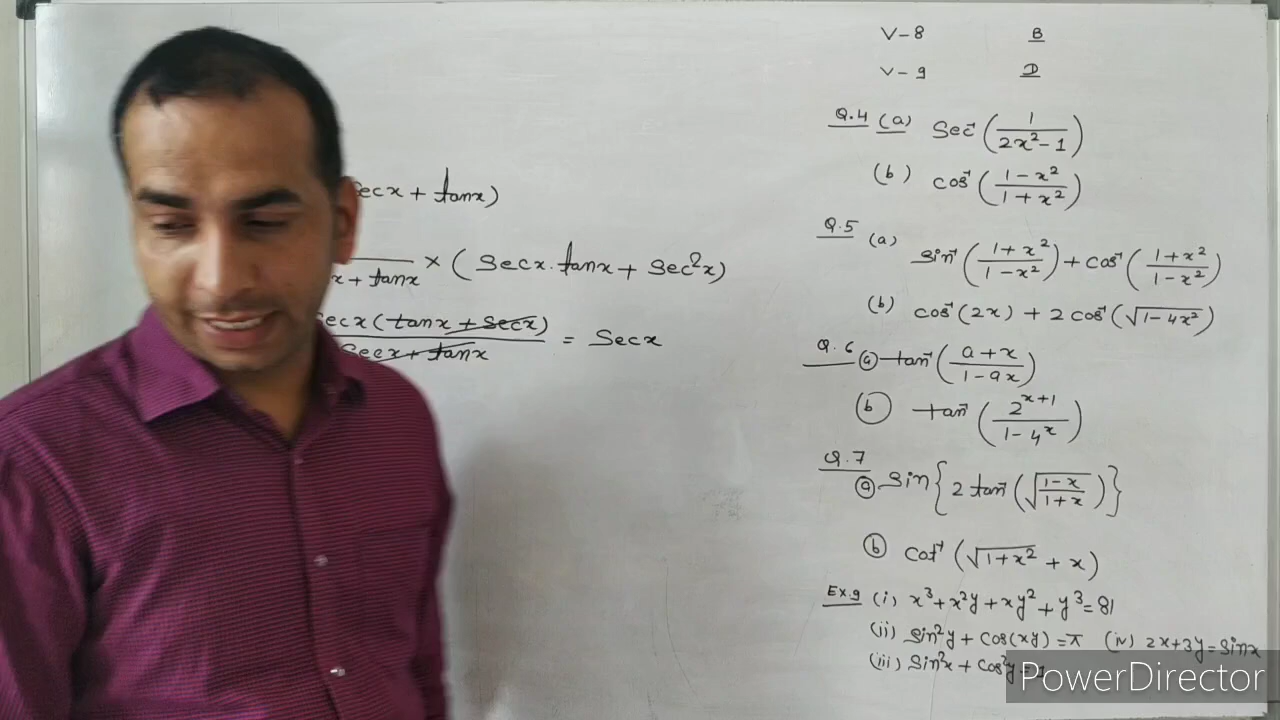 secx + tanx)
x + tanx × (secx.tanx + sec²x)
secx(tanx + secx)
secx + tanx = secx
V-8 B
V-9 D
Q.4 (a) Sec⁻¹(1/(2x²-1))
(b) cos⁻¹((1-x²)/(1+x²))
Q.5 (a) sin⁻¹((1+x²)/(1-x²)) + cos⁻¹((1+x²)/(1-x²))
(b) cos⁻¹(2x) + 2cos⁻¹(√(1-4x²))
Q.6 (a) tan⁻¹((a+x)/(1-ax))
(b) tan⁻¹(2^(x+1)/(1-4^x))
Q.7 (a) sin{2 tan⁻¹(√((1-x)/(1+x)))}
(b) cot⁻¹(√(1+x²) + x)
Ex9 (i) x³+x²y+xy²+y³=81
(ii) sin²y + cos(xy) = π (iv) 2x+3y=sinx
(iii) sin²x + cos²y = 1
PowerDirector